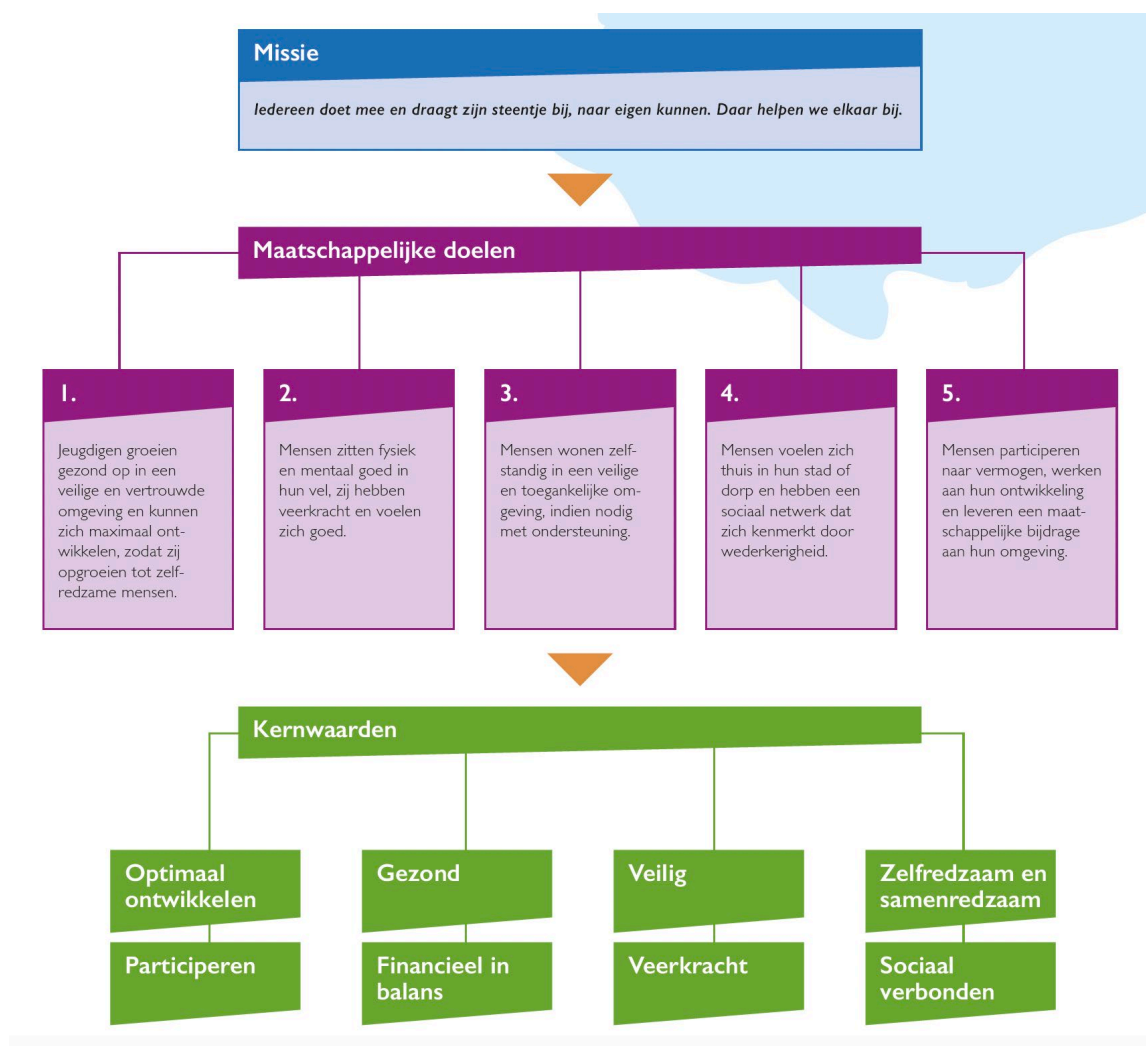 Missie
Iedereen doet mee en draagt zijn steentje bij, naar eigen kunnen. Daar helpen we elkaar bij.
Maatschappelijke doelen
1.
Jeugdigen groeien
gezond op in een
veilige en vertrouwde
omgeving en kunnen
zich maximaal ont-
wikkelen, zodat zij
opgroeien tot zelf-
redzame mensen.
2.
Mensen zitten fysiek
en mentaal goed in
hun vel, zij hebben
veerkracht en voelen
zich goed.
3.
Mensen wonen zelf-
standig in een veilige
en toegankelijke om-
geving, indien nodig
met ondersteuning.
4.
Mensen voelen zich
thuis in hun stad of
dorp en hebben een
sociaal netwerk dat
zich kenmerkt door
wederkerigheid.
5.
Mensen participeren
naar vermogen, werken
aan hun ontwikkeling
en leveren een maat-
schappelijke bijdrage
aan hun omgeving.
Kernwaarden
Optimaal
ontwikkelen
Gezond
Veilig
Zelfredzaam en
samenredzaam
Participeren
Financieel in
balans
Veerkracht
Sociaal
verbonden